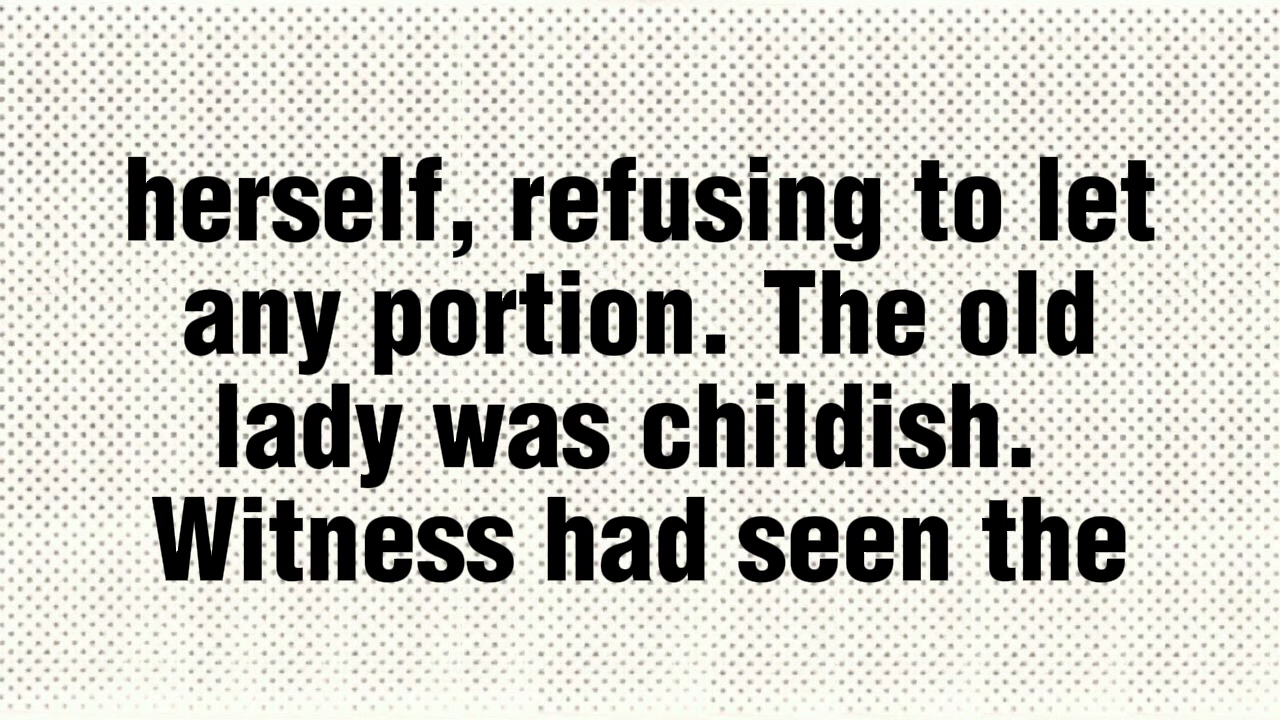 herself, refusing to let
any portion. The old
lady was childish.
Witness had seen the